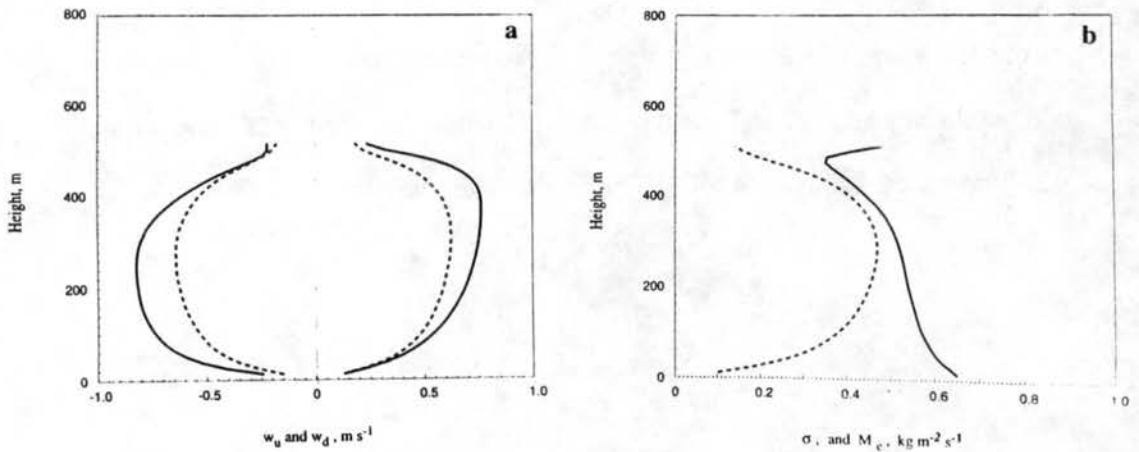 a
800
600
400
200
0
-1.0 -0.5 0 0.5 1.0
Height, m
w_u and w_d , m s⁻¹
b
800
600
400
200
0
0 0.2 0.4 0.6 0.8 1 0
Height, m
σ , and M_c , kg m⁻² s⁻¹